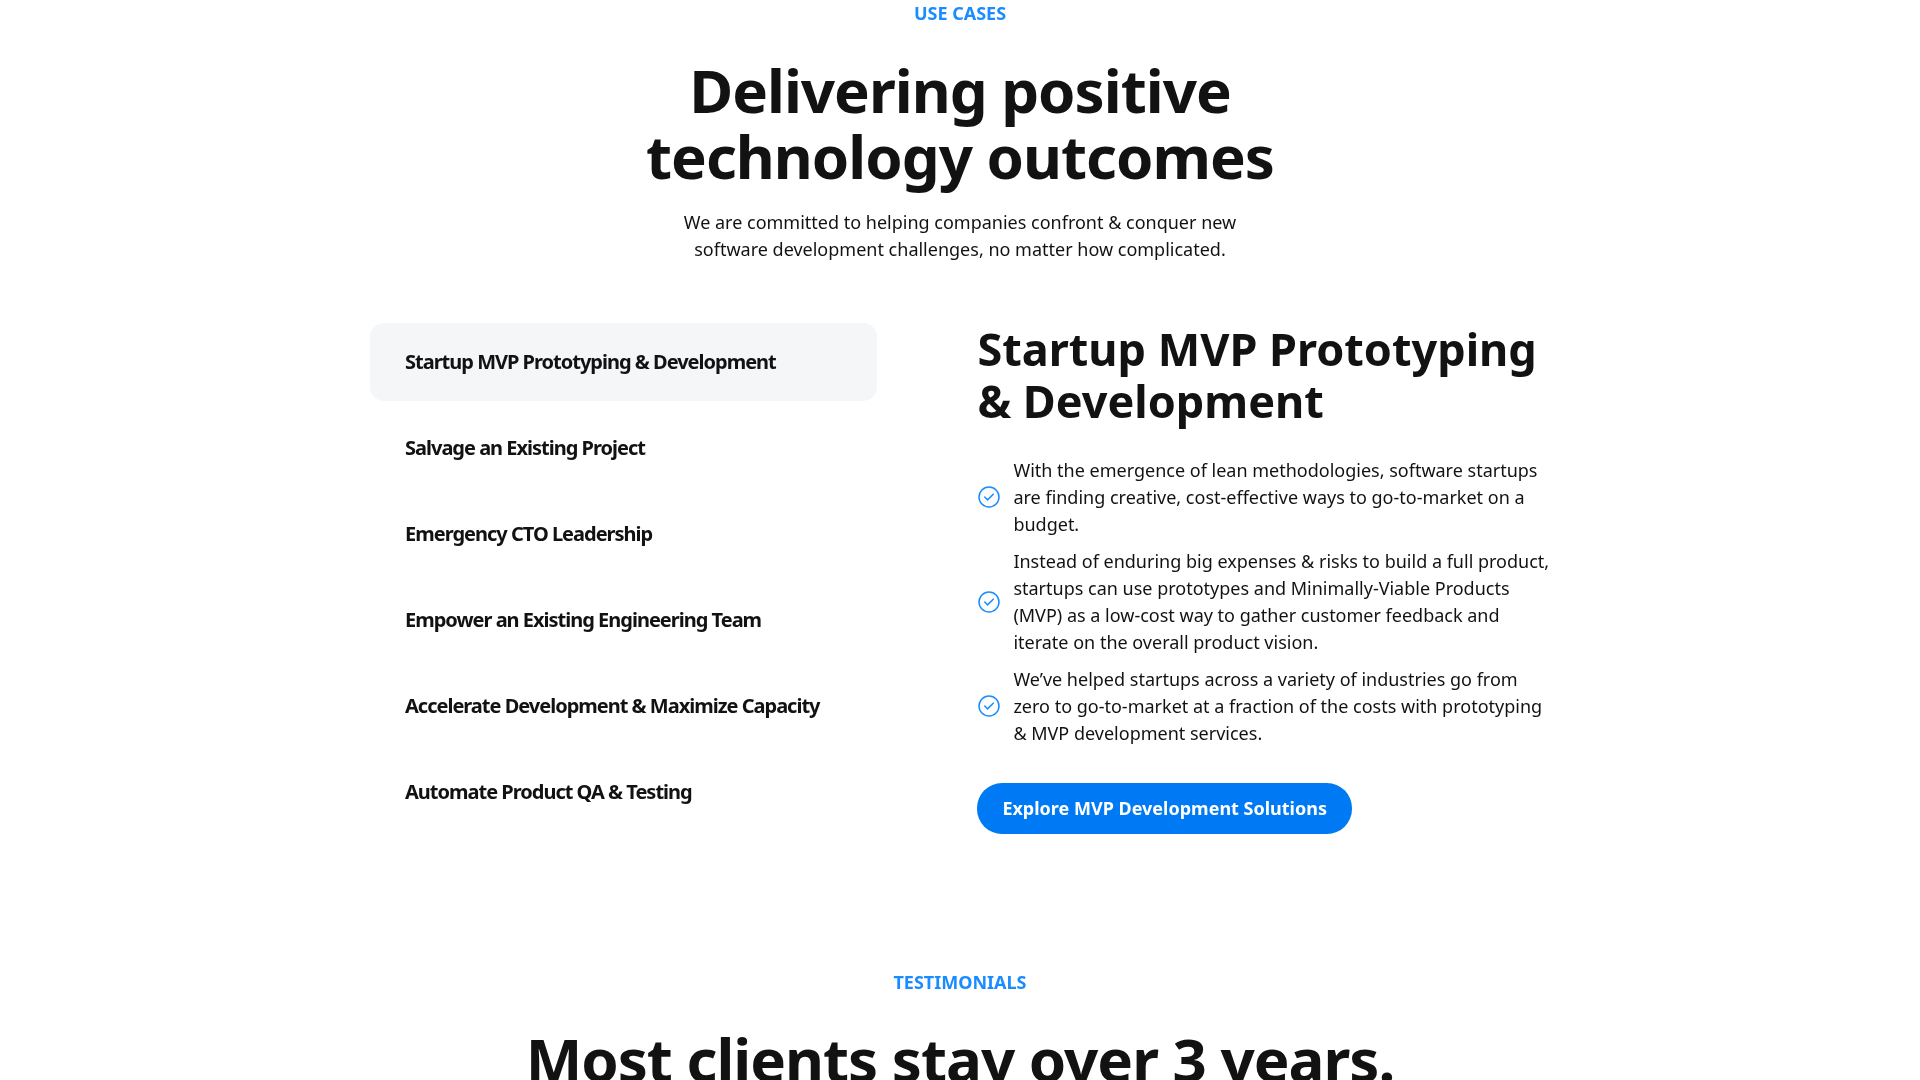 USE CASES
Delivering positive
technology outcomes
We are committed to helping companies confront & conquer new
software development challenges, no matter how complicated.
Startup MVP Prototyping & Development
Salvage an Existing Project
Emergency CTO Leadership
Empower an Existing Engineering Team
Accelerate Development & Maximize Capacity
Automate Product QA & Testing
Startup MVP Prototyping
& Development
With the emergence of lean methodologies, software startups
are finding creative, cost-effective ways to go-to-market on a
budget.
Instead of enduring big expenses & risks to build a full product,
startups can use prototypes and Minimally-Viable Products
(MVP) as a low-cost way to gather customer feedback and
iterate on the overall product vision.
We’ve helped startups across a variety of industries go from
zero to go-to-market at a fraction of the costs with prototyping
& MVP development services.
Explore MVP Development Solutions
TESTIMONIALS
Most clients stay over 3 years.